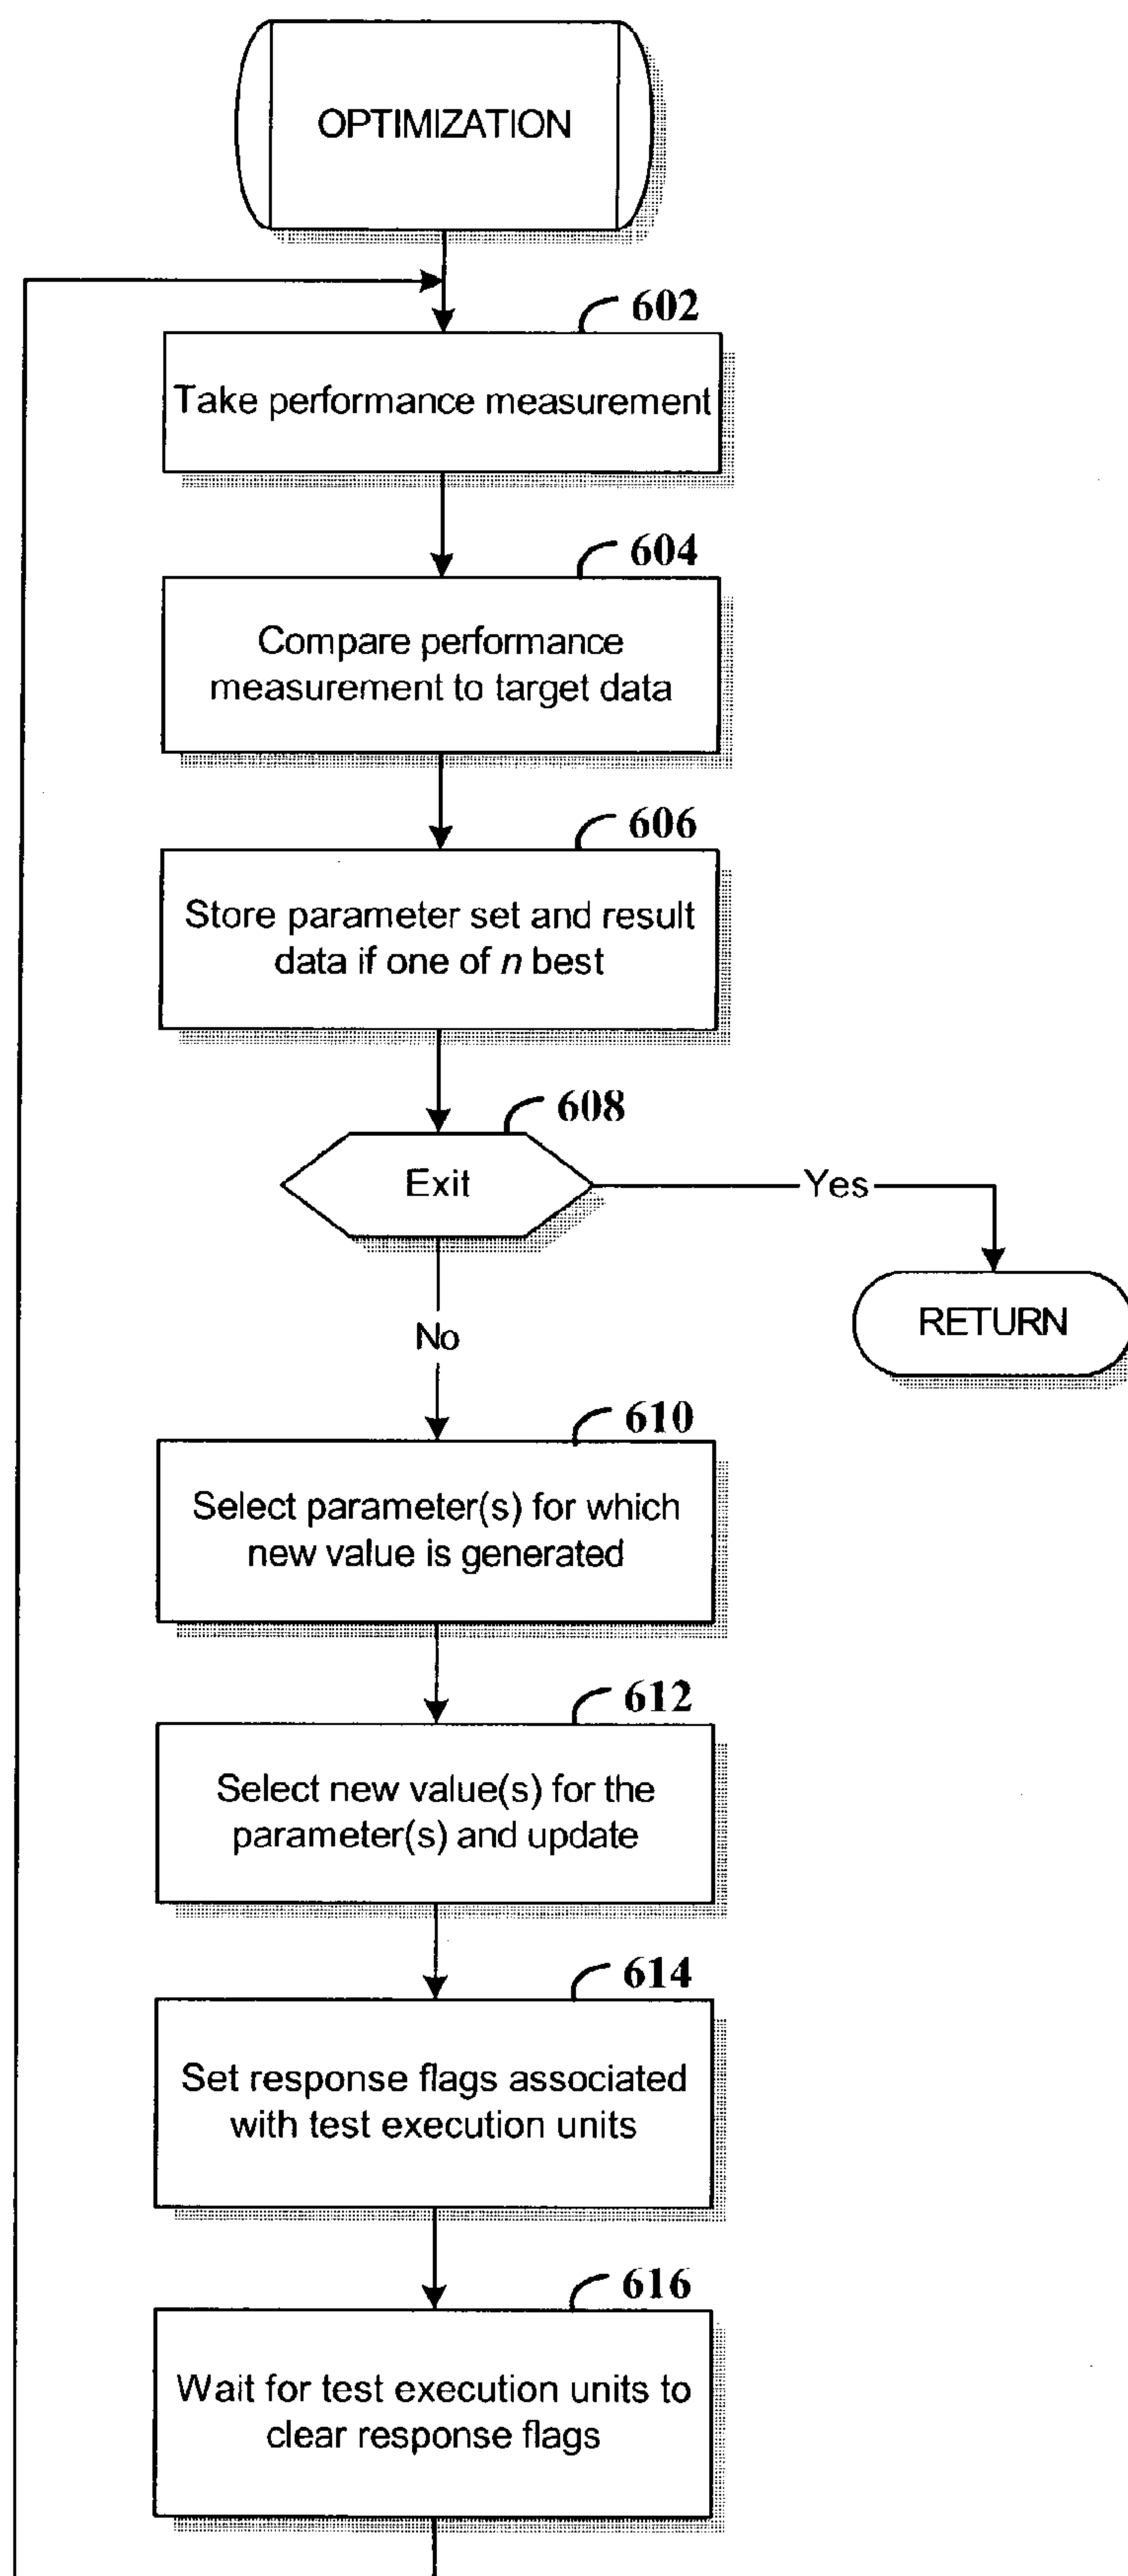 OPTIMIZATION
602
Take performance measurement
604
Compare performance
measurement to target data
606
Store parameter set and result
data if one of n best
608
Exit
Yes
RETURN
No
610
Select parameter(s) for which
new value is generated
612
Select new value(s) for the
parameter(s) and update
614
Set response flags associated
with test execution units
616
Wait for test execution units to
clear response flags